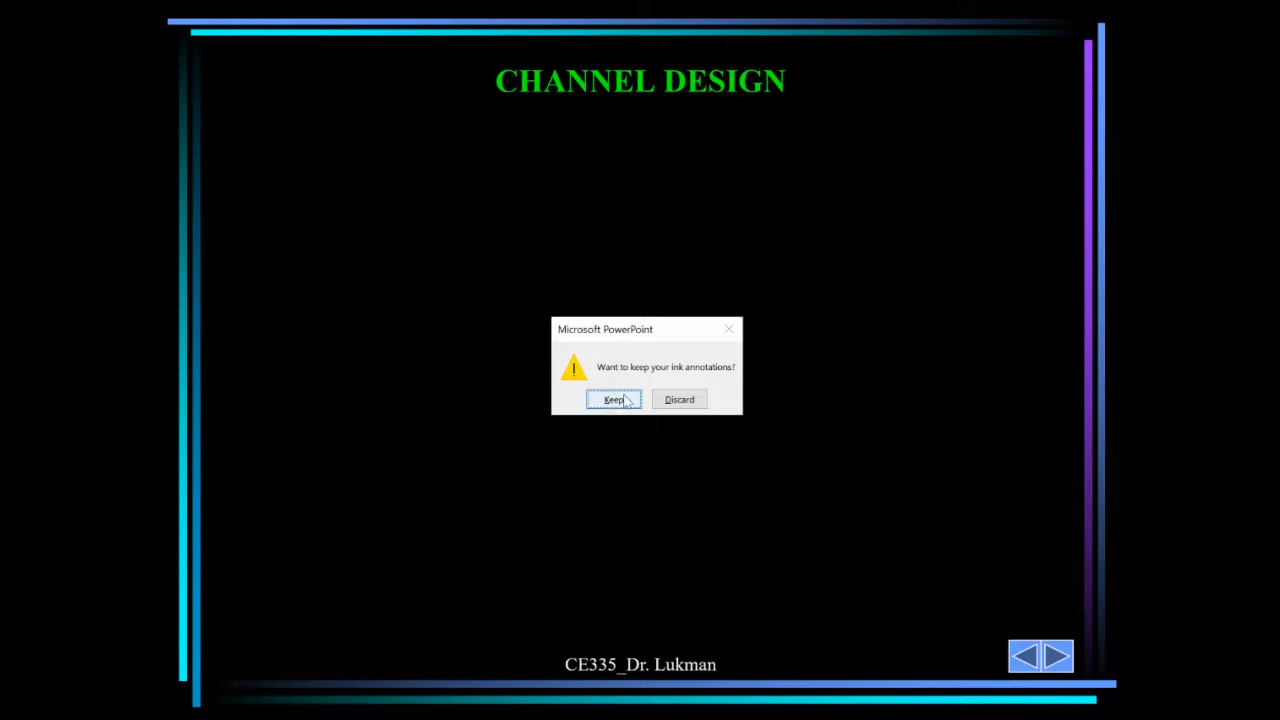 CHANNEL DESIGN
Microsoft PowerPoint
Want to keep your ink annotations?
Keep
Discard
CE335_Dr. Lukman